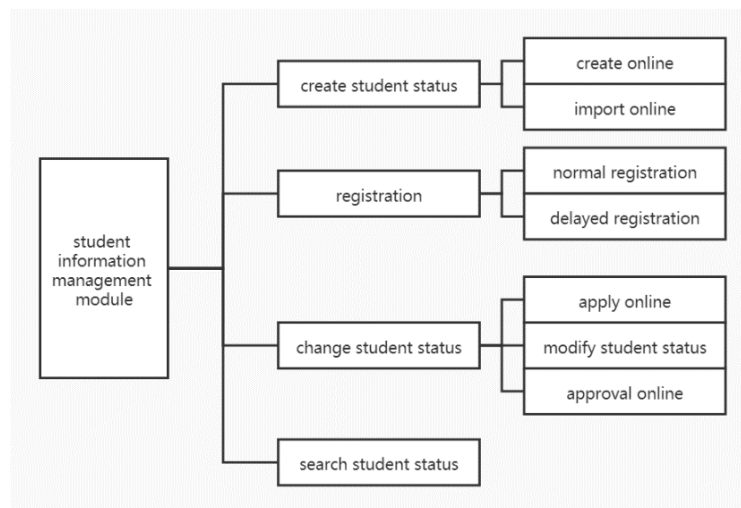 student
information
management
module
create student status
create online
import online
registration
normal registration
delayed registration
change student status
apply online
modify student status
approval online
search student status